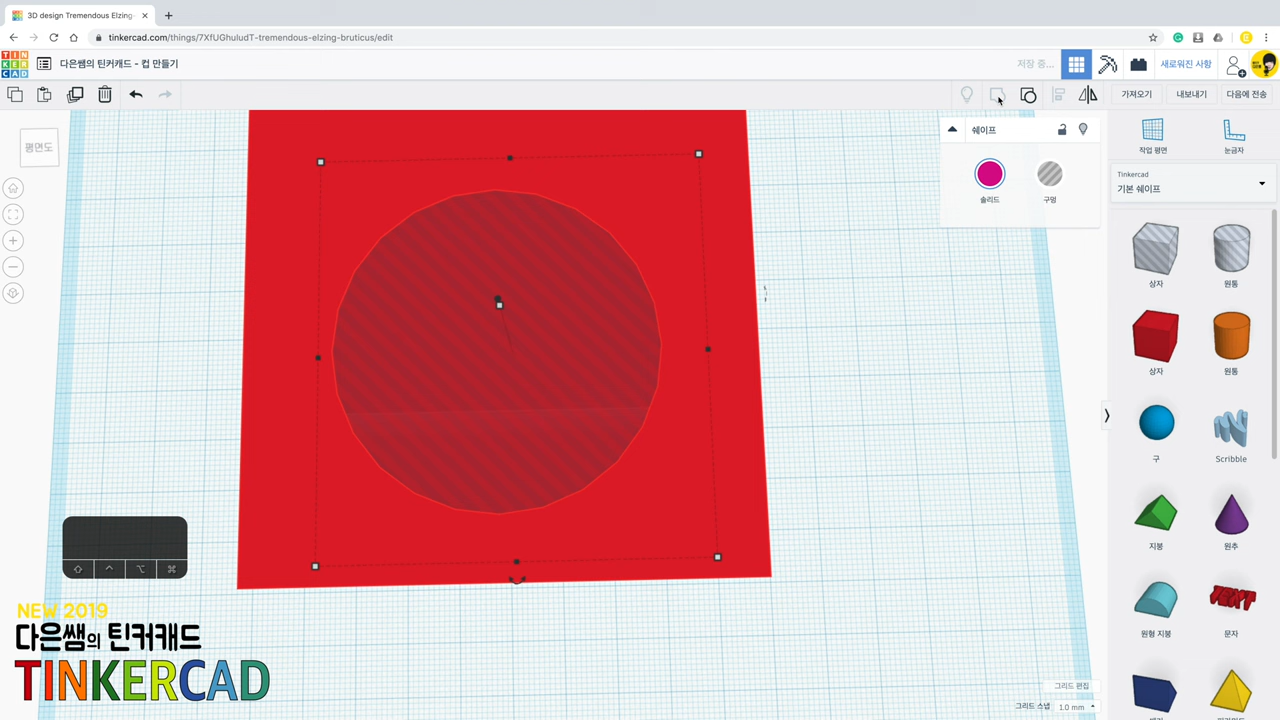 3D design Tremendous Elzing-
tinkercad.com/things/7XfUGhuludT-tremendous-elzing-bruticus/edit
TIN
KER
CAD
다은쌤의 틴커캐드 - 컵 만들기
저장 중...
새로워진 사항
가져오기
내보내기
다음에 전송
평면도
쉐이프
솔리드
구멍
작업 평면
눈금자
Tinkercad
기본 쉐이프
상자
원통
상자
원통
구
Scribble
지붕
원추
원형 지붕
문자
그리드 편집
그리드 스냅
1.0 mm
NEW 2019
다은쌤의 틴커캐드
TINKERCAD